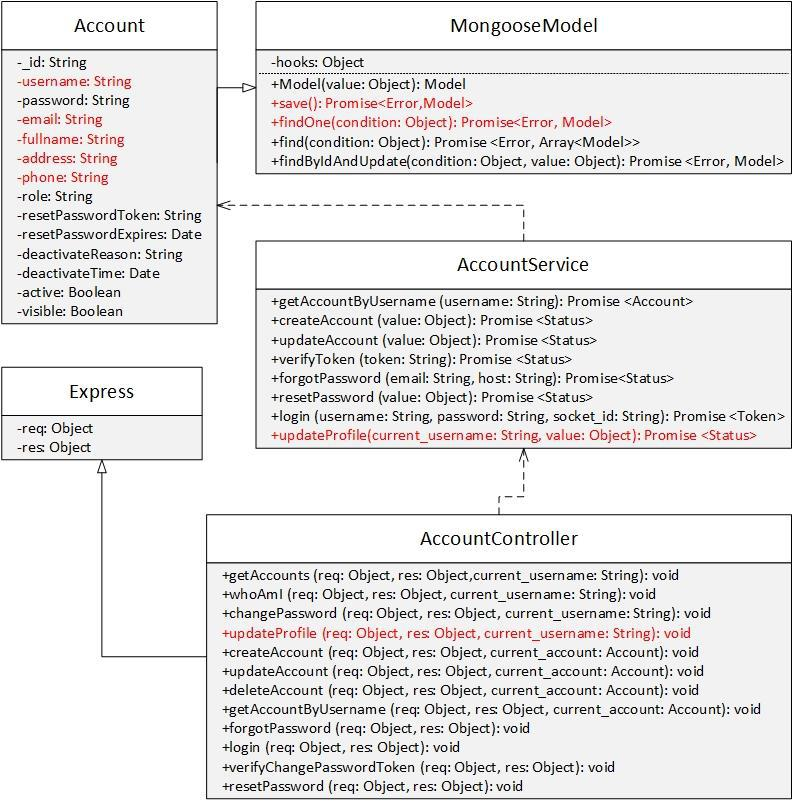 Account
-_id: String
-username: String
-password: String
-email: String
-fullname: String
-address: String
-phone: String
-role: String
-resetPasswordToken: String
-resetPasswordExpires: Date
-deactivateReason: String
-deactivateTime: Date
-active: Boolean
-visible: Boolean
MongooseModel
-hooks: Object
+Model(value: Object): Model
+save(): Promise<Error,Model>
+findOne(condition: Object): Promise<Error, Model>
+find(condition: Object): Promise <Error, Array<Model>>
+findByIdAndUpdate(condition: Object, value: Object): Promise <Error, Model>
AccountService
+getAccountByUsername (username: String): Promise <Account>
+createAccount (value: Object): Promise <Status>
+updateAccount (value: Object): Promise <Status>
+verifyToken (token: String): Promise <Status>
+forgotPassword (email: String, host: String): Promise<Status>
+resetPassword (value: Object): Promise <Status>
+login (username: String, password: String, socket_id: String): Promise <Token>
+updateProfile(current_username: String, value: Object): Promise <Status>
Express
-req: Object
-res: Object
AccountController
+getAccounts (req: Object, res: Object,current_username: String): void
+whoAmI (req: Object, res: Object, current_username: String): void
+changePassword (req: Object, res: Object, current_username: String): void
+updateProfile (req: Object, res: Object, current_username: String): void
+createAccount (req: Object, res: Object, current_account: Account): void
+updateAccount (req: Object, res: Object, current_account: Account): void
+deleteAccount (req: Object, res: Object, current_account: Account): void
+getAccountByUsername (req: Object, res: Object, current_account: Account): void
+forgotPassword (req: Object, res: Object): void
+login (req: Object, res: Object): void
+verifyChangePasswordToken (req: Object, res: Object): void
+resetPassword (req: Object, res: Object): void